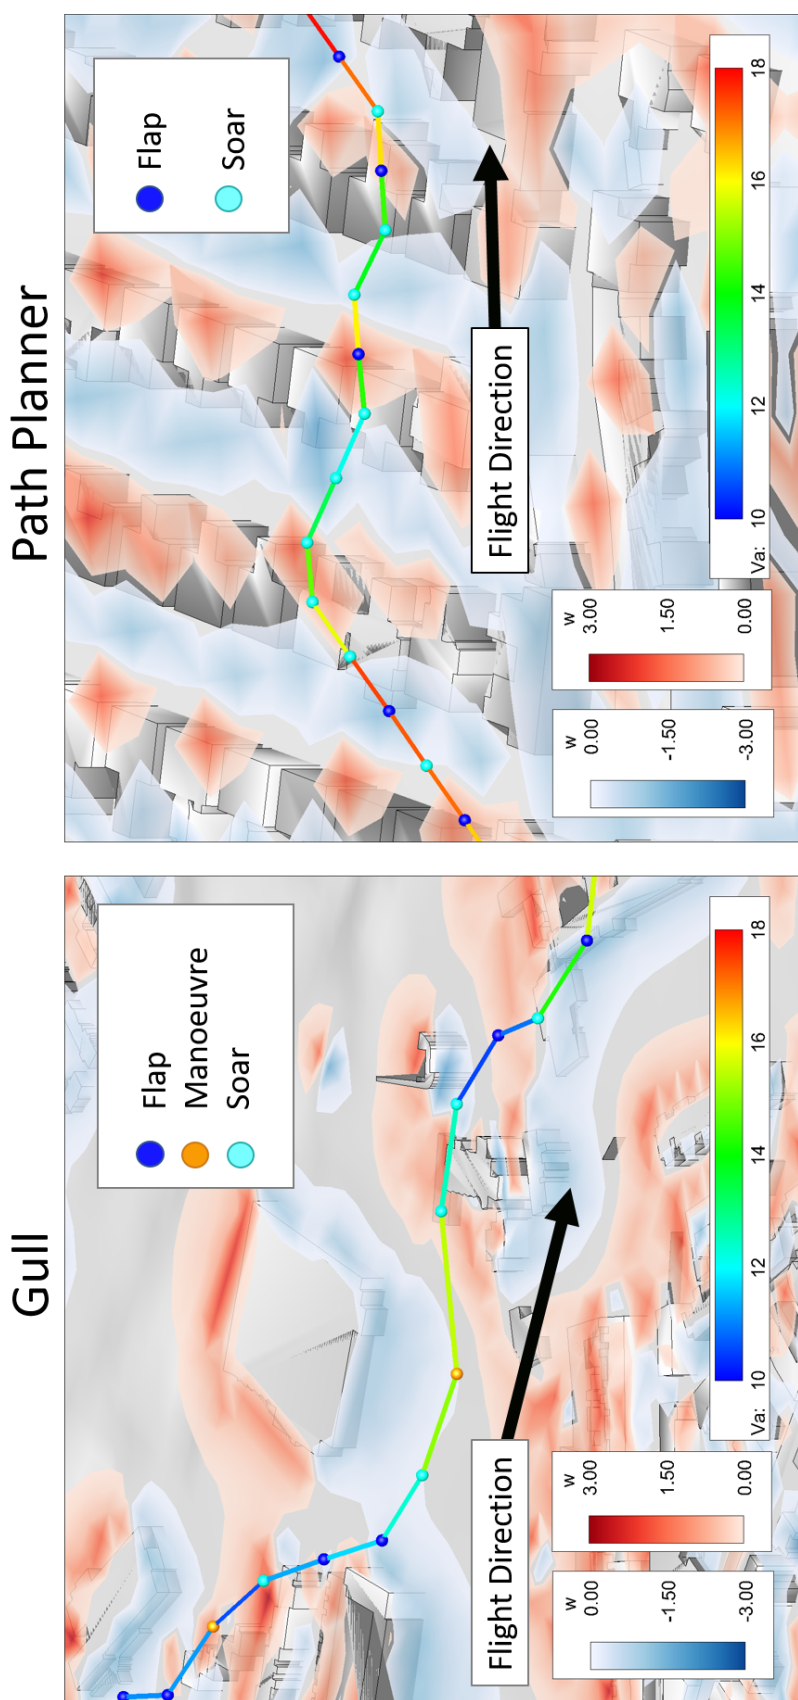 Gull
Flap
Manoeuvre
Soar
Flight Direction
w
0.00
-1.50
-3.00
w
3.00
1.50
0.00
Va: 10 12 14 16 18
Path Planner
Flap
Soar
Flight Direction
w
0.00
-1.50
-3.00
w
3.00
1.50
0.00
Va: 10 12 14 16 18